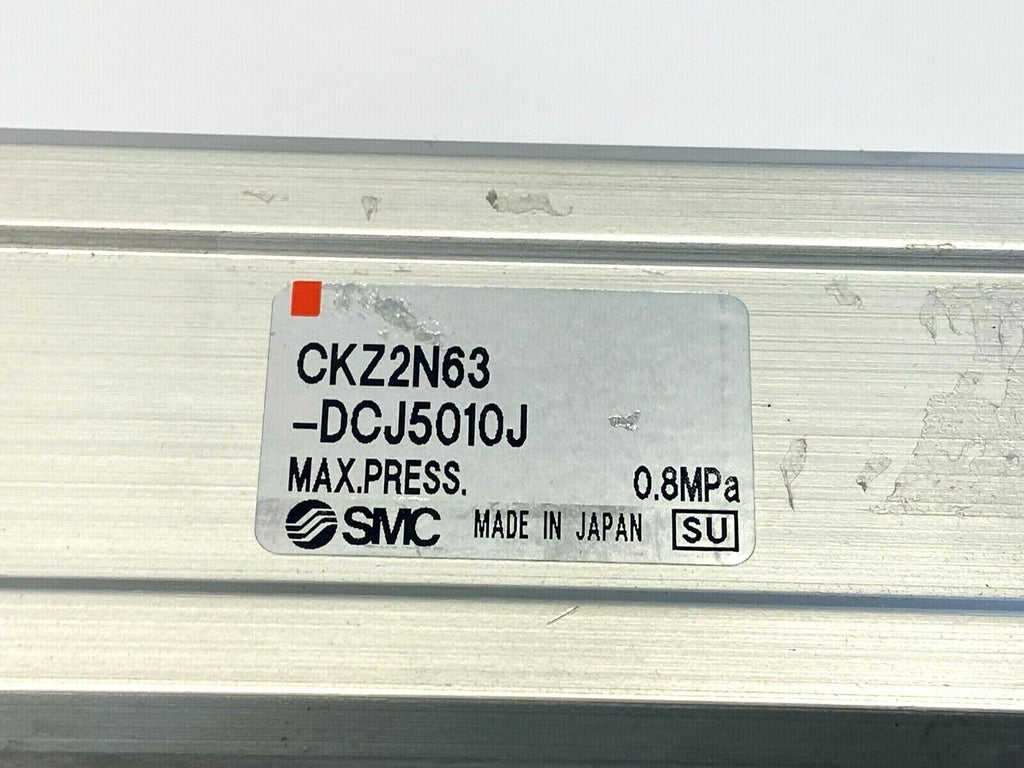 CKZ2N63
-DCJ5010J
MAX.PRESS. 0.8MPa
SMC MADE IN JAPAN SU